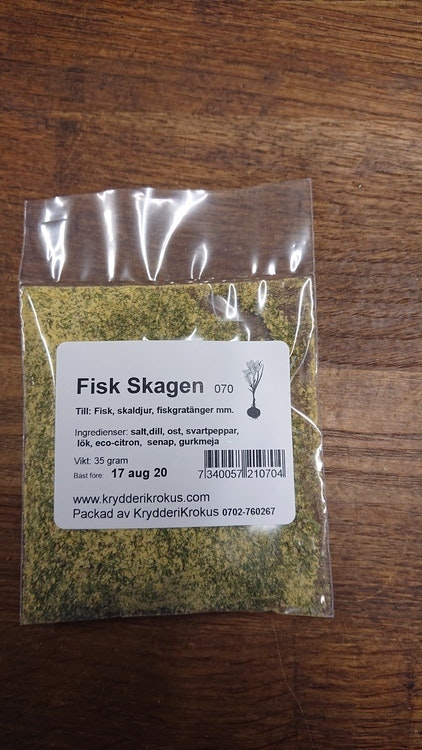 Fisk Skagen 070
Till: Fisk, skaldjur, fiskgratänger mm.
Ingredienser: salt,dill, ost, svartpeppar,
lök, eco-citron, senap, gurkmeja
Vikt: 35 gram
Bäst före: 17 aug 20
7 340057 210704
www.krydderikrokus.com
Packad av KrydderiKrokus 0702-760267